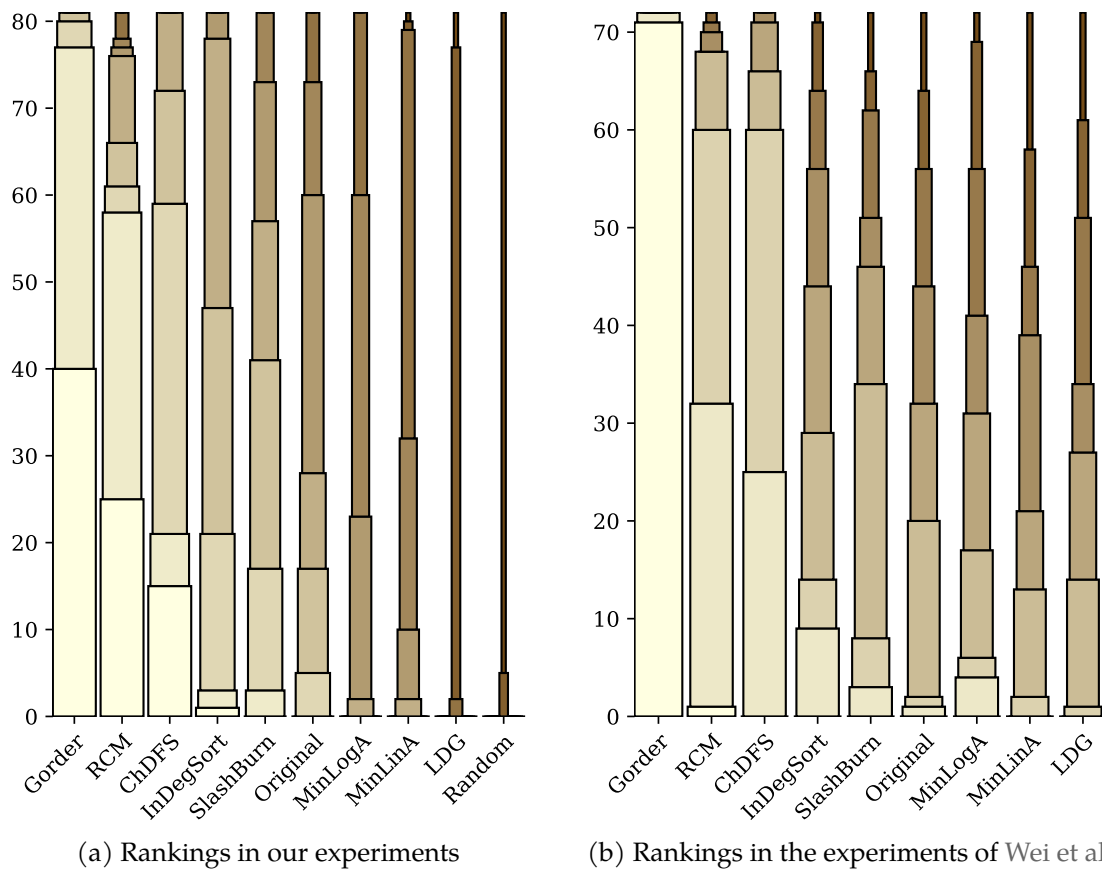 80
70
60
50
40
30
20
10
0
Gorder
RCM
ChDFS
InDegSort
SlashBurn
Original
MinLogA
MinLinA
LDG
Random
(a) Rankings in our experiments
70
60
50
40
30
20
10
0
Gorder
RCM
ChDFS
InDegSort
SlashBurn
Original
MinLogA
MinLinA
LDG
(b) Rankings in the experiments of Wei et al